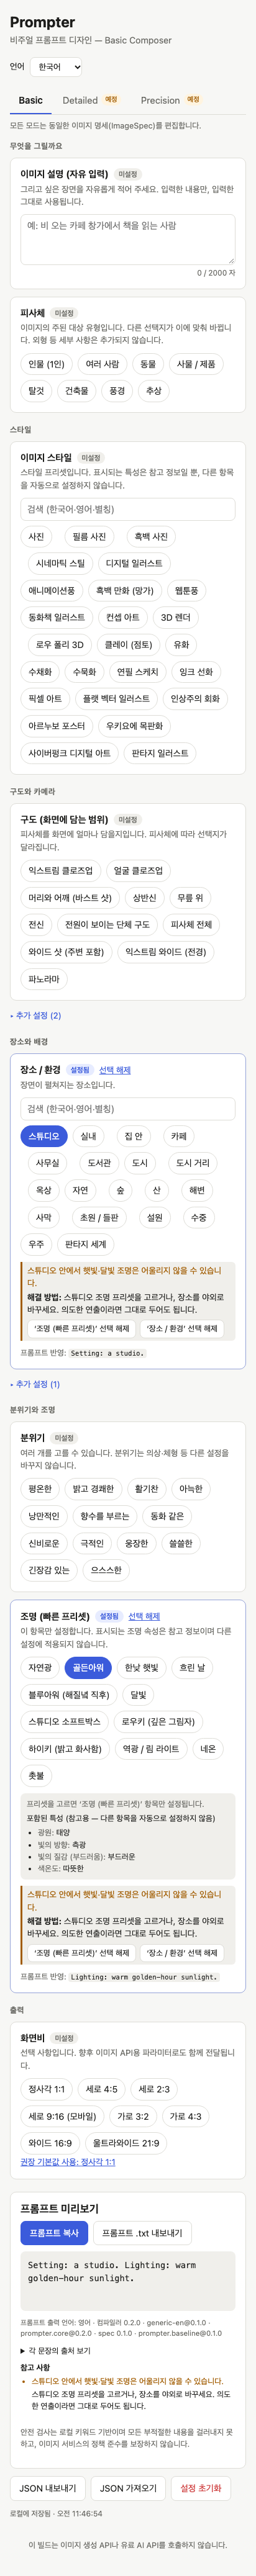 Prompter
비주얼 프롬프트 디자인 — Basic Composer
언어 한국어
Basic Detailed 예정 Precision 예정
모든 모드는 동일한 이미지 명세(ImageSpec)를 편집합니다.
무엇을 그릴까요
이미지 설명 (자유 입력) 미설정
그리고 싶은 장면을 자유롭게 적어 주세요. 입력한 내용만, 입력한
그대로 사용됩니다.
예: 비 오는 카페 창가에서 책을 읽는 사람
0 / 2000 자
피사체 미설정
이미지의 주된 대상 유형입니다. 다른 선택지가 이에 맞춰 바뀝니
다. 외형 등 세부 사항은 추가되지 않습니다.
인물 (1인) 여러 사람 동물 사물 / 제품
탈것 건축물 풍경 추상
스타일
이미지 스타일 미설정
스타일 프리셋입니다. 표시되는 특성은 참고 정보일 뿐, 다른 항목
을 자동으로 설정하지 않습니다.
검색 (한국어·영어·별칭)
사진 필름 사진 흑백 사진
시네마틱 스틸 디지털 일러스트
애니메이션풍 흑백 만화 (망가) 웹툰풍
동화책 일러스트 컨셉 아트 3D 렌더
로우 폴리 3D 클레이 (점토) 유화
수채화 수묵화 연필 스케치 잉크 선화
픽셀 아트 플랫 벡터 일러스트 인상주의 회화
아르누보 포스터 우키요에 목판화
사이버펑크 디지털 아트 판타지 일러스트
구도와 카메라
구도 (화면에 담는 범위) 미설정
피사체를 화면에 얼마나 담을지입니다. 피사체에 따라 선택지가
달라집니다.
익스트림 클로즈업 얼굴 클로즈업
머리와 어깨 (바스트 샷) 상반신 무릎 위
전신 전원이 보이는 단체 구도 피사체 전체
와이드 샷 (주변 포함) 익스트림 와이드 (전경)
파노라마
▸ 추가 설정 (2)
장소와 배경
장소 / 환경 설정됨 선택 해제
장면이 펼쳐지는 장소입니다.
검색 (한국어·영어·별칭)
스튜디오 실내 집 안 카페
사무실 도서관 도시 도시 거리
옥상 자연 숲 산 해변
사막 초원 / 들판 설원 수중
우주 판타지 세계
스튜디오 안에서 햇빛·달빛 조명은 어울리지 않을 수 있습니
다.
해결 방법: 스튜디오 조명 프리셋을 고르거나, 장소를 야외로
바꾸세요. 의도한 연출이라면 그대로 두어도 됩니다.
‘조명 (빠른 프리셋)’ 선택 해제 ‘장소 / 환경’ 선택 해제
프롬프트 반영: Setting: a studio.
▸ 추가 설정 (1)
분위기와 조명
분위기 미설정
여러 개를 고를 수 있습니다. 분위기는 의상·체형 등 다른 설정을
바꾸지 않습니다.
평온한 밝고 경쾌한 활기찬 아늑한
낭만적인 향수를 부르는 동화 같은
신비로운 극적인 웅장한 쓸쓸한
긴장감 있는 으스스한
조명 (빠른 프리셋) 설정됨 선택 해제
이 항목만 설정합니다. 표시되는 조명 속성은 참고 정보이며 다른
설정에 적용되지 않습니다.
자연광 골든아워 한낮 햇빛 흐린 날
블루아워 (해질녘 직후) 달빛
스튜디오 소프트박스 로우키 (깊은 그림자)
하이키 (밝고 화사함) 역광 / 림 라이트 네온
촛불
프리셋을 고르면 ‘조명 (빠른 프리셋)’ 항목만 설정됩니다.
포함된 특성 (참고용 — 다른 항목을 자동으로 설정하지 않음)
• 광원: 태양
• 빛의 방향: 측광
• 빛의 질감 (부드러움): 부드러운
• 색온도: 따뜻한
스튜디오 안에서 햇빛·달빛 조명은 어울리지 않을 수 있습니
다.
해결 방법: 스튜디오 조명 프리셋을 고르거나, 장소를 야외로
바꾸세요. 의도한 연출이라면 그대로 두어도 됩니다.
‘조명 (빠른 프리셋)’ 선택 해제 ‘장소 / 환경’ 선택 해제
프롬프트 반영: Lighting: warm golden-hour sunlight.
출력
화면비 미설정
선택 사항입니다. 향후 이미지 API용 파라미터로도 함께 전달됩니
다.
정사각 1:1 세로 4:5 세로 2:3
세로 9:16 (모바일) 가로 3:2 가로 4:3
와이드 16:9 울트라와이드 21:9
권장 기본값 사용: 정사각 1:1
프롬프트 미리보기
프롬프트 복사 프롬프트 .txt 내보내기
Setting: a studio. Lighting: warm
golden-hour sunlight.
프롬프트 출력 언어: 영어 · 컴파일러 0.2.0 · generic-en@0.1.0 ·
prompter.core@0.2.0 · spec 0.1.0 · prompter.baseline@0.1.0
▶ 각 문장의 출처 보기
참고 사항
• 스튜디오 안에서 햇빛·달빛 조명은 어울리지 않을 수 있습니다.
스튜디오 조명 프리셋을 고르거나, 장소를 야외로 바꾸세요. 의도
한 연출이라면 그대로 두어도 됩니다.
안전 검사는 로컬 키워드 기반이며 모든 부적절한 내용을 걸러내지 못
하고, 이미지 서비스의 정책 준수를 보장하지 않습니다.
JSON 내보내기 JSON 가져오기 설정 초기화
로컬에 저장됨 · 오전 11:46:54
이 빌드는 이미지 생성 API나 유료 AI API를 호출하지 않습니다.